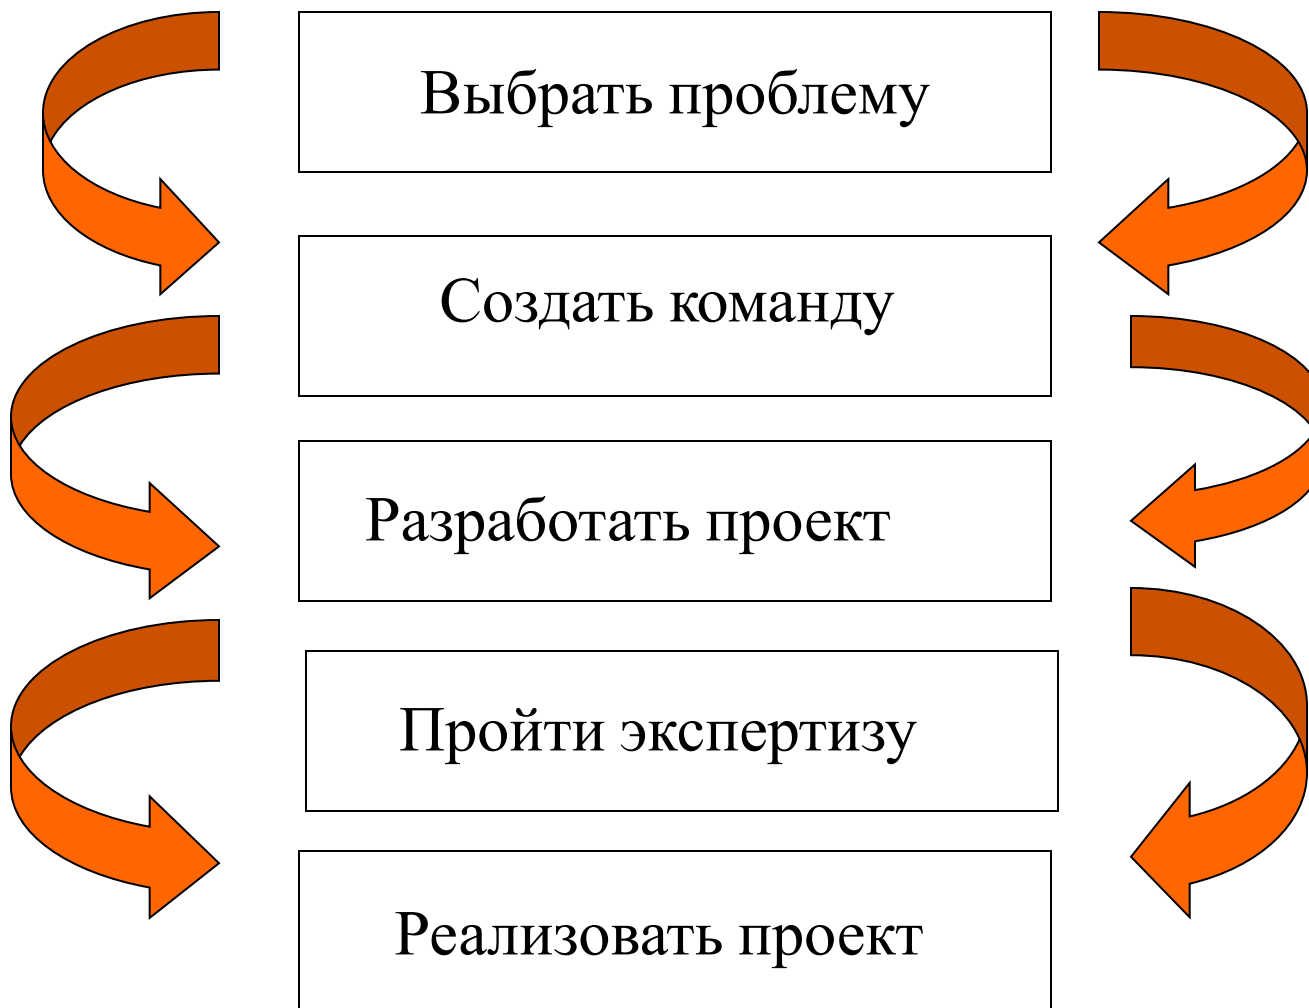 Выбрать проблему
Создать команду
Разработать проект
Пройти экспертизу
Реализовать проект